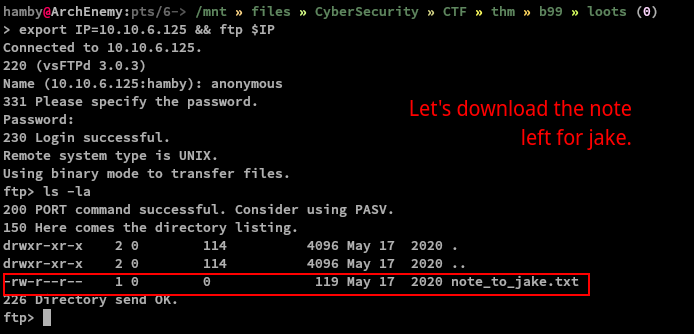 hamby@ArchEnemy:pts/6-> /mnt » files » CyberSecurity » CTF » thm » b99 » loots (0)
> export IP=10.10.6.125 && ftp $IP
Connected to 10.10.6.125.
220 (vsFTPd 3.0.3)
Name (10.10.6.125:hamby): anonymous
331 Please specify the password.
Password:
230 Login successful.
Remote system type is UNIX.
Using binary mode to transfer files.
Let's download the note
left for jake.
ftp> ls -la
200 PORT command successful. Consider using PASV.
150 Here comes the directory listing.
drwxr-xr-x    2 0        114          4096 May 17  2020 .
drwxr-xr-x    2 0        114          4096 May 17  2020 ..
-rw-r--r--    1 0        0             119 May 17  2020 note_to_jake.txt
226 Directory send OK.
ftp>